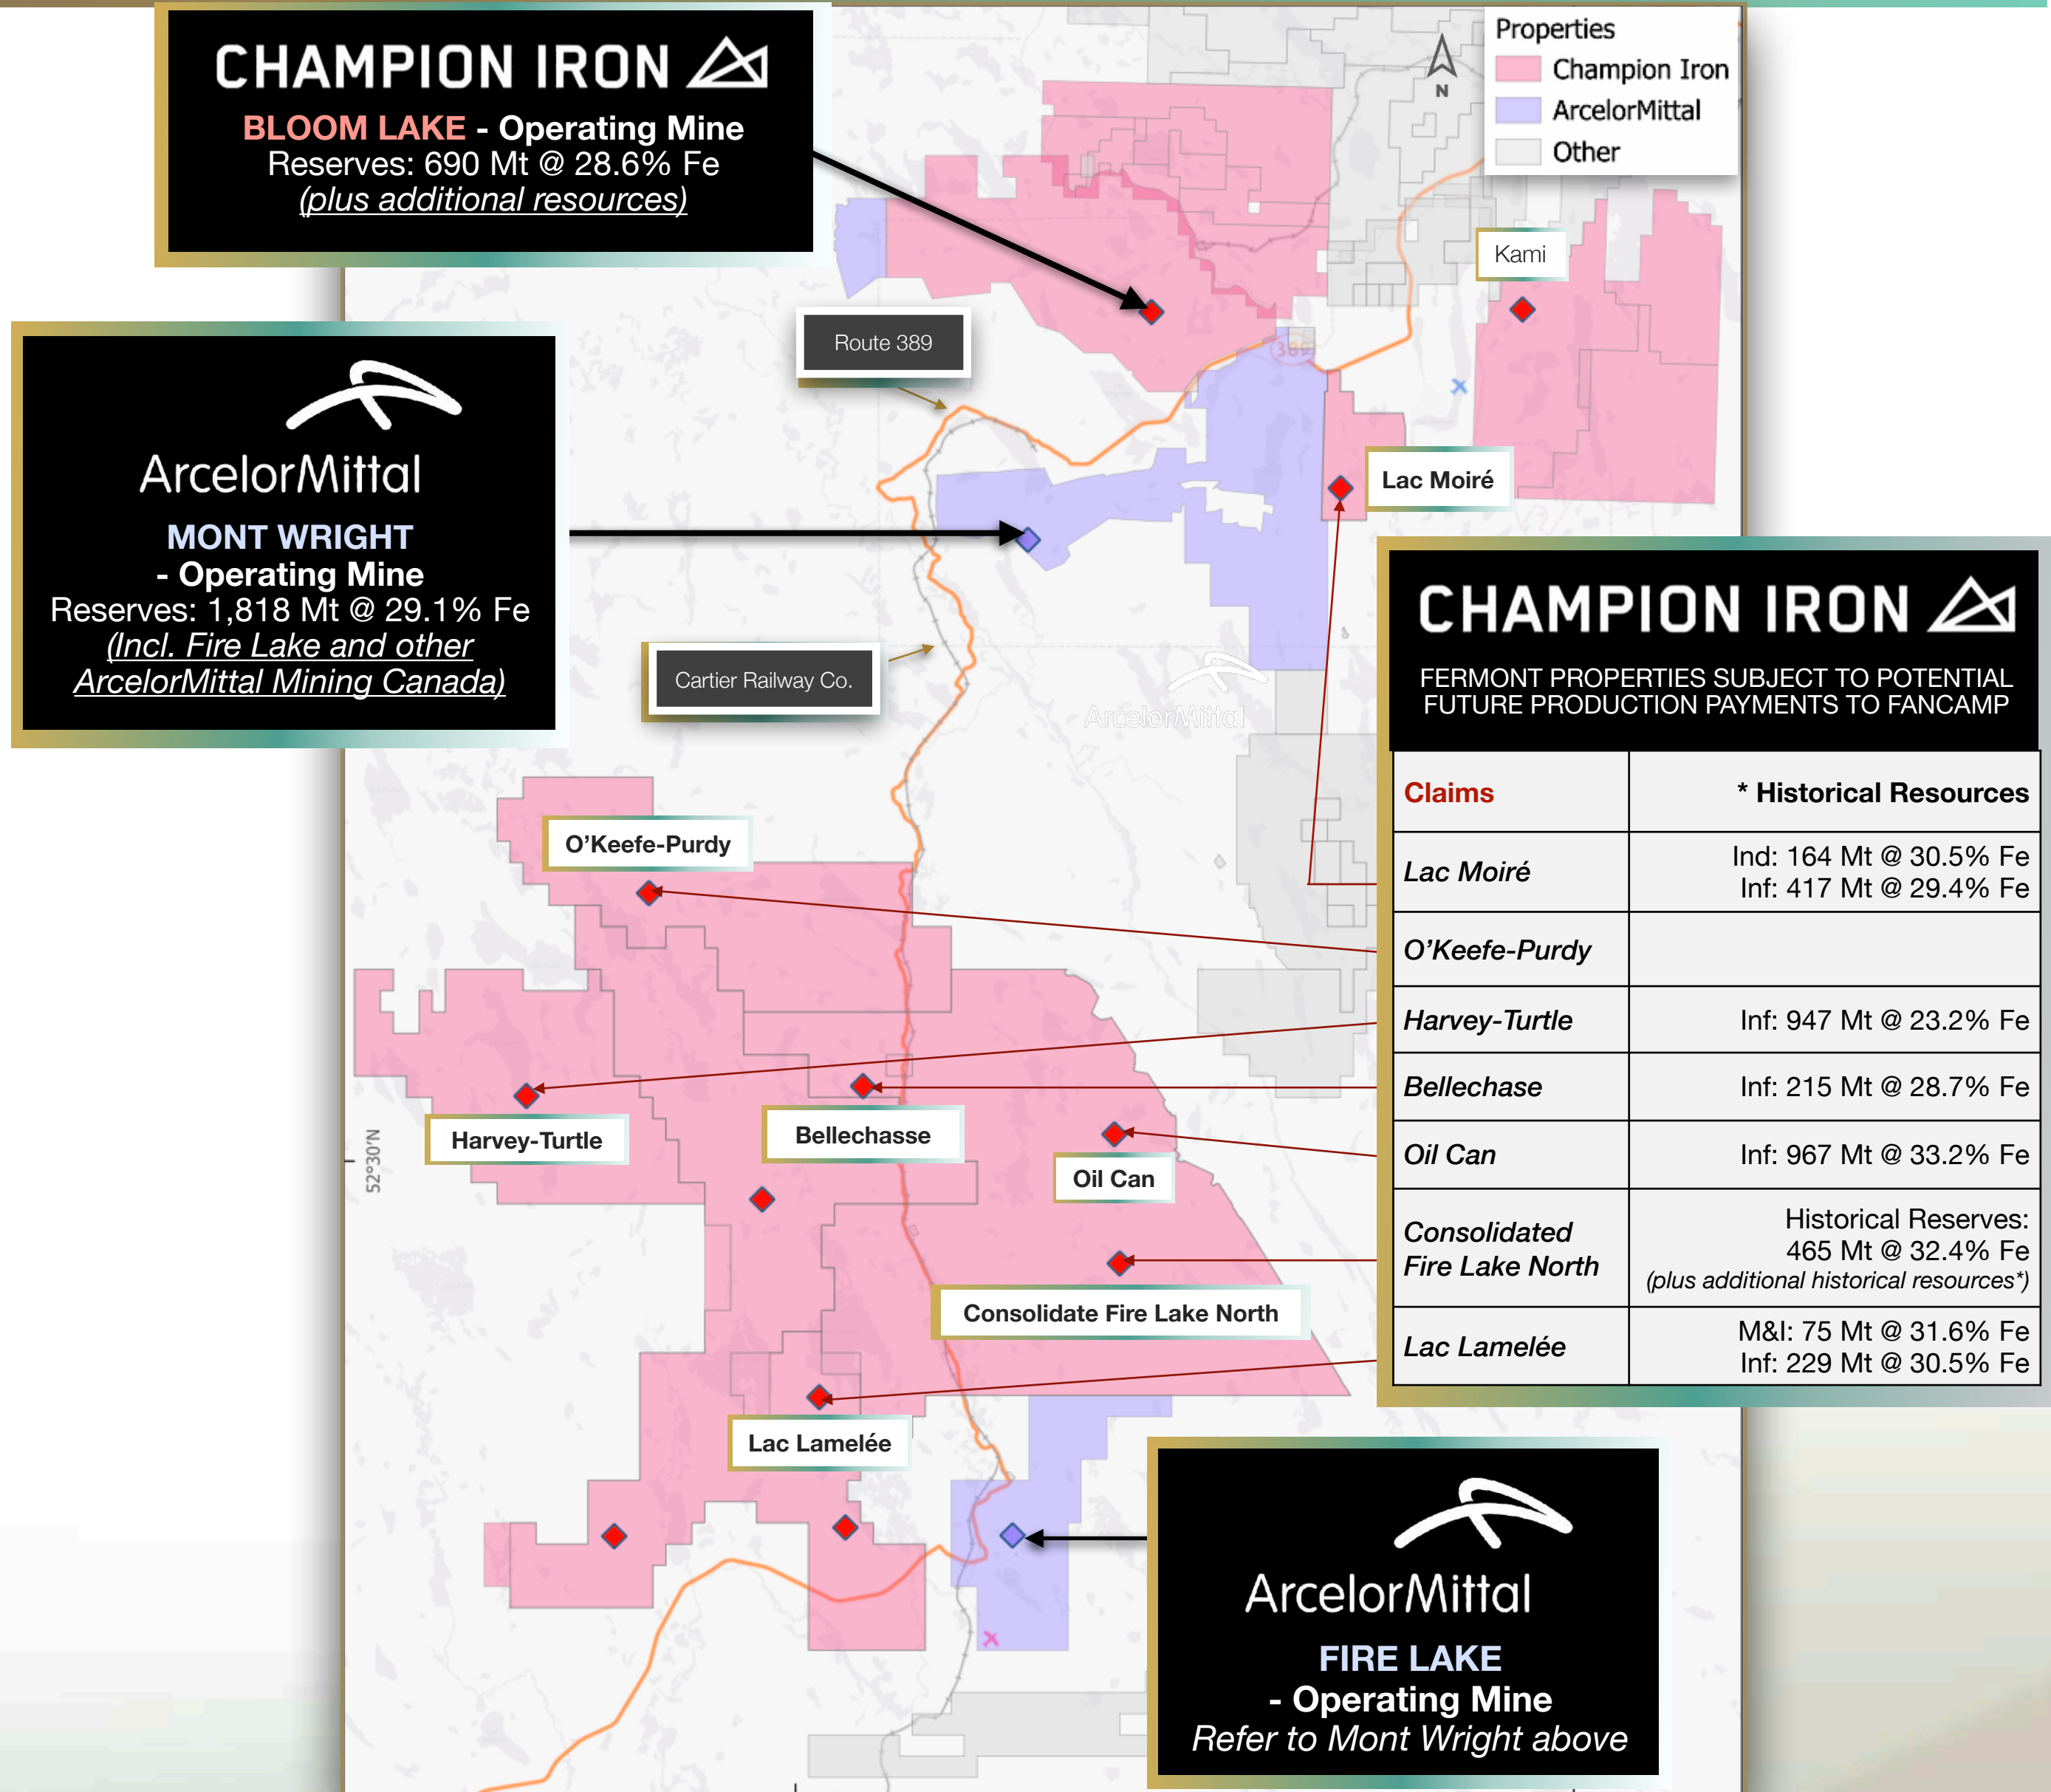 CHAMPION IRON
BLOOM LAKE - Operating Mine
Reserves: 690 Mt @ 28.6% Fe
(plus additional resources)
Properties
Champion Iron
ArcelorMittal
Other
N
Kami
Route 389
389
ArcelorMittal
MONT WRIGHT
- Operating Mine
Reserves: 1,818 Mt @ 29.1% Fe
(Incl. Fire Lake and other
ArcelorMittal Mining Canada)
Lac Moiré
Cartier Railway Co.
ArcelorMittal
CHAMPION IRON
FERMONT PROPERTIES SUBJECT TO POTENTIAL
FUTURE PRODUCTION PAYMENTS TO FANCAMP
Claims * Historical Resources
Lac Moiré Ind: 164 Mt @ 30.5% Fe
Inf: 417 Mt @ 29.4% Fe
O'Keefe-Purdy
Harvey-Turtle Inf: 947 Mt @ 23.2% Fe
Bellechase Inf: 215 Mt @ 28.7% Fe
Oil Can Inf: 967 Mt @ 33.2% Fe
Consolidated
Fire Lake North
Historical Reserves:
465 Mt @ 32.4% Fe
(plus additional historical resources*)
Lac Lamelée M&I: 75 Mt @ 31.6% Fe
Inf: 229 Mt @ 30.5% Fe
O'Keefe-Purdy
52°30'N
Harvey-Turtle
Bellechasse
Oil Can
Consolidate Fire Lake North
Lac Lamelée
ArcelorMittal
FIRE LAKE
- Operating Mine
Refer to Mont Wright above